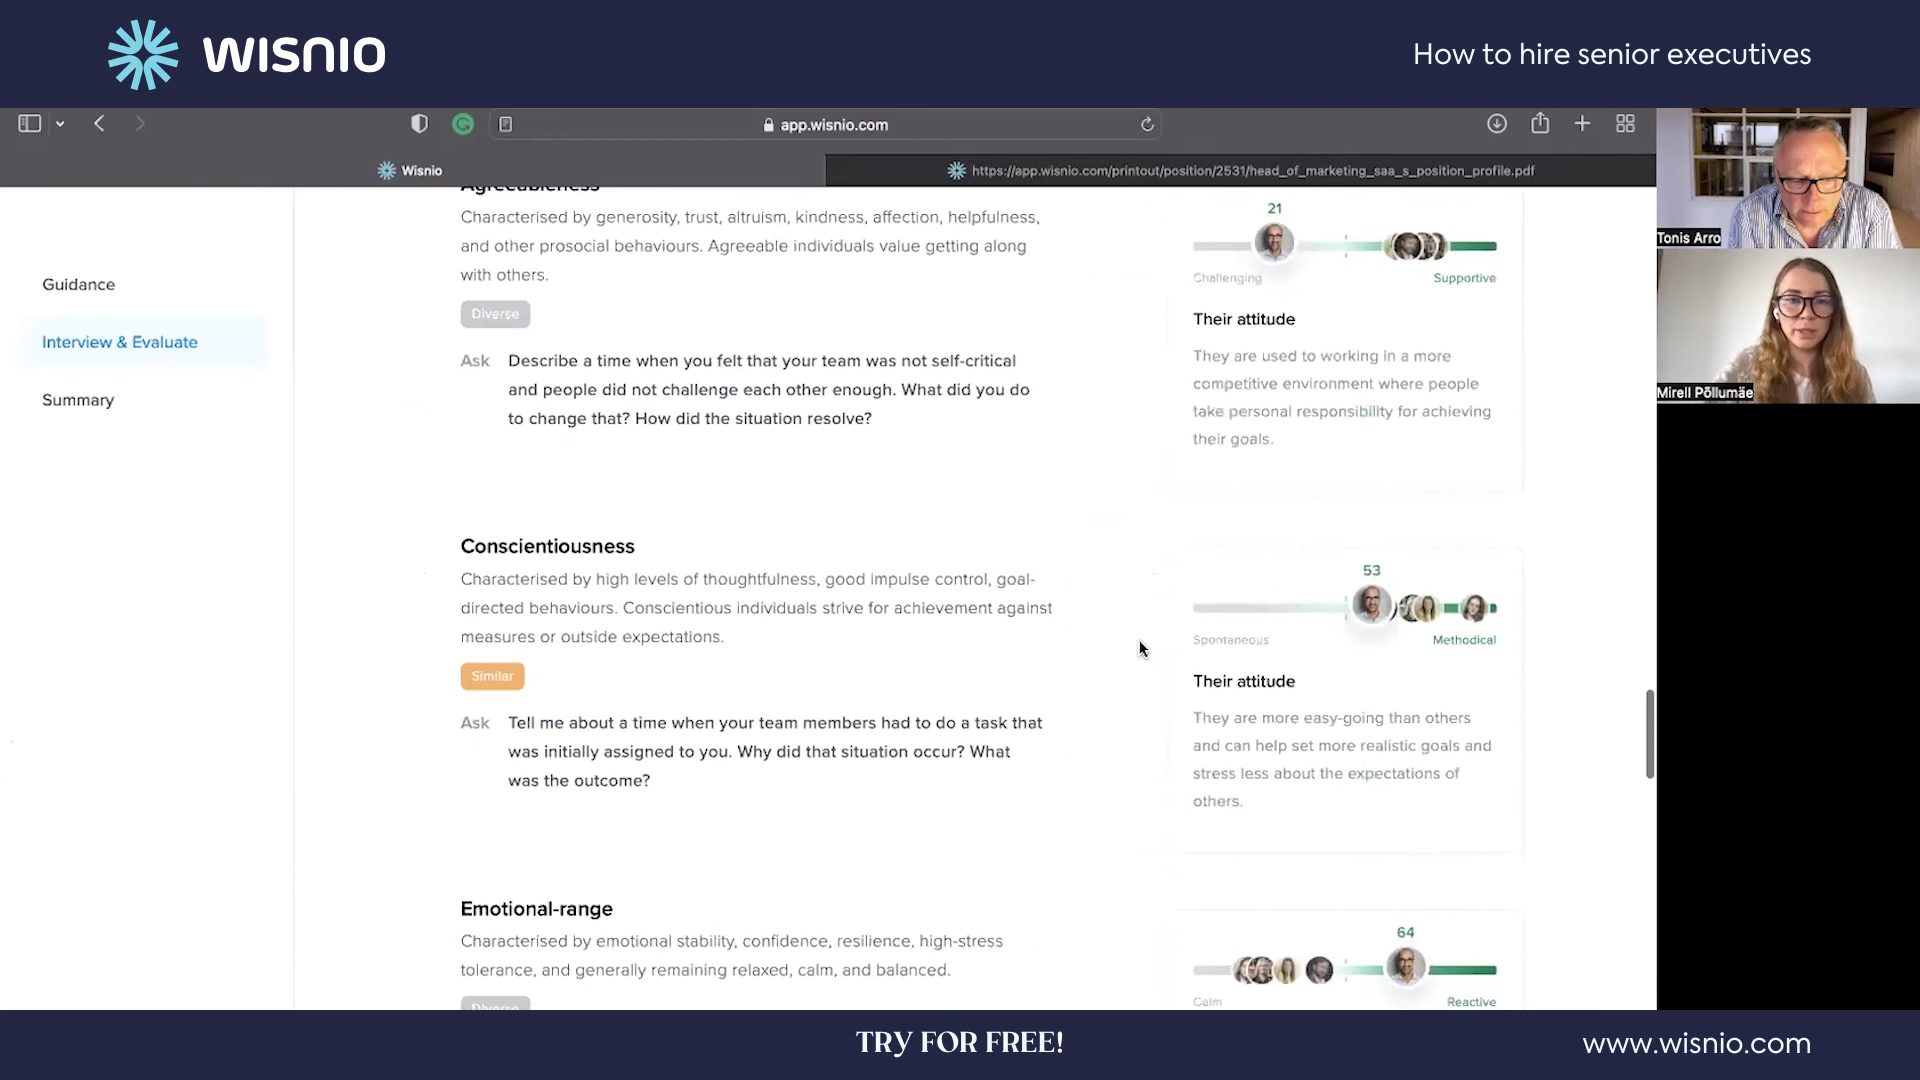 WISNIO
How to hire senior executives
app.wisnio.com
Wisnio
https://app.wisnio.com/printout/position/2531/head_of_marketing_saa_s_position_profile.pdf
Tonis Arro
Mirell Põllumäe
Guidance
Interview & Evaluate
Summary
Agreeableness
Characterised by generosity, trust, altruism, kindness, affection, helpfulness,
and other prosocial behaviours. Agreeable individuals value getting along
with others.
Diverse
Ask Describe a time when you felt that your team was not self-critical
and people did not challenge each other enough. What did you do
to change that? How did the situation resolve?
21
Challenging Supportive
Their attitude
They are used to working in a more
competitive environment where people
take personal responsibility for achieving
their goals.
Conscientiousness
Characterised by high levels of thoughtfulness, good impulse control, goal-
directed behaviours. Conscientious individuals strive for achievement against
measures or outside expectations.
Similar
Ask Tell me about a time when your team members had to do a task that
was initially assigned to you. Why did that situation occur? What
was the outcome?
53
Spontaneous Methodical
Their attitude
They are more easy-going than others
and can help set more realistic goals and
stress less about the expectations of
others.
Emotional-range
Characterised by emotional stability, confidence, resilience, high-stress
tolerance, and generally remaining relaxed, calm, and balanced.
Diverse
64
Calm Reactive
TRY FOR FREE!
www.wisnio.com